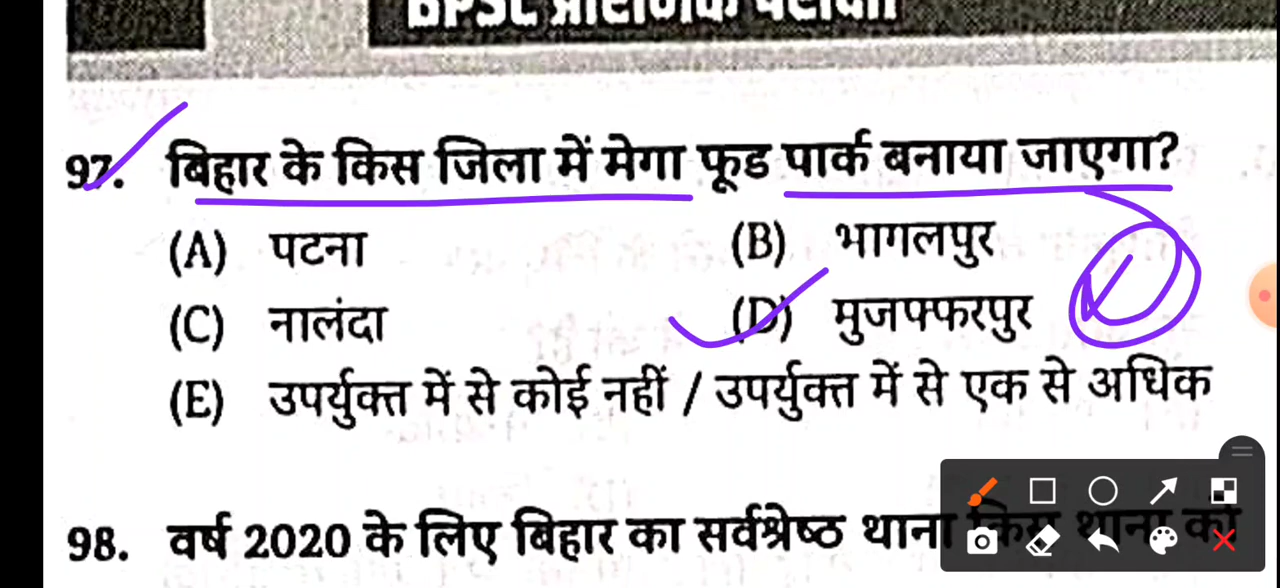 97. बिहार के किस जिला में मेगा फूड पार्क बनाया जाएगा?
(A) पटना (B) भागलपुर
(C) नालंदा (D) मुजफ्फरपुर
(E) उपर्युक्त में से कोई नहीं / उपर्युक्त में से एक से अधिक
98. वर्ष 2020 के लिए बिहार का सर्वश्रेष्ठ थाना किस थाना को